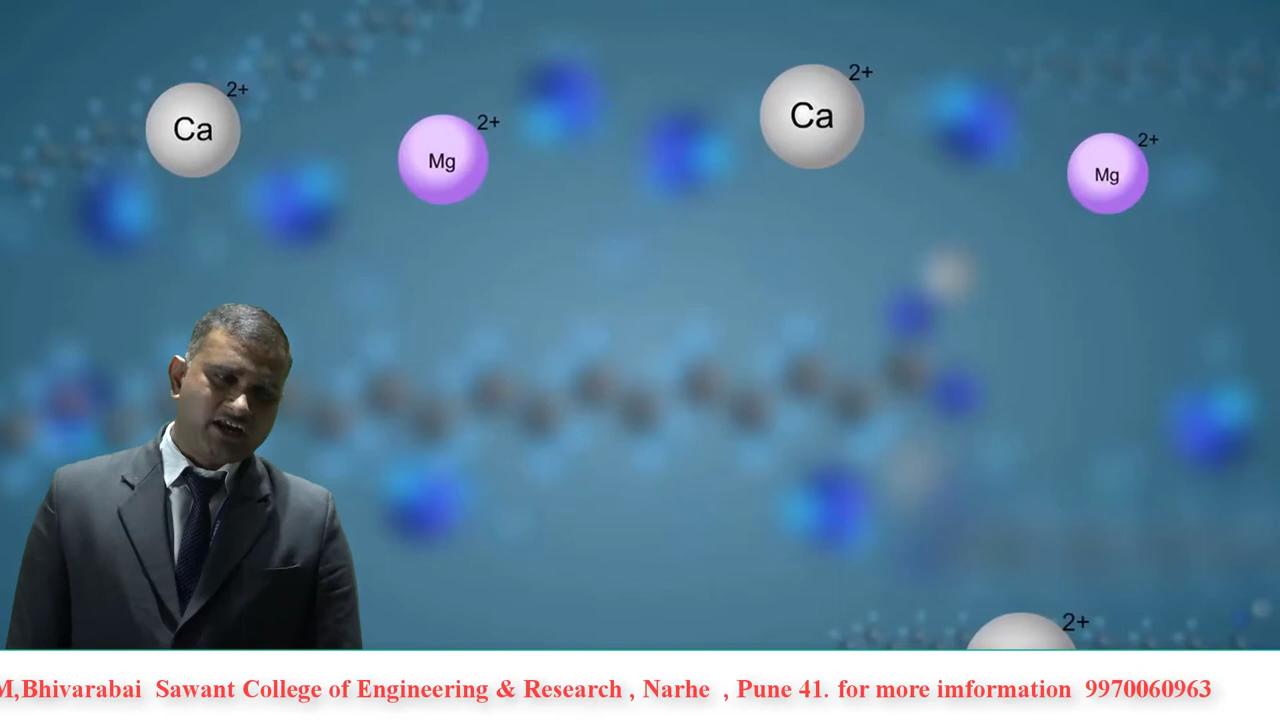 Ca 2+
Mg 2+
Ca 2+
Mg 2+
2+
M,Bhivarabai Sawant College of Engineering & Research , Narhe , Pune 41. for more imformation 9970060963